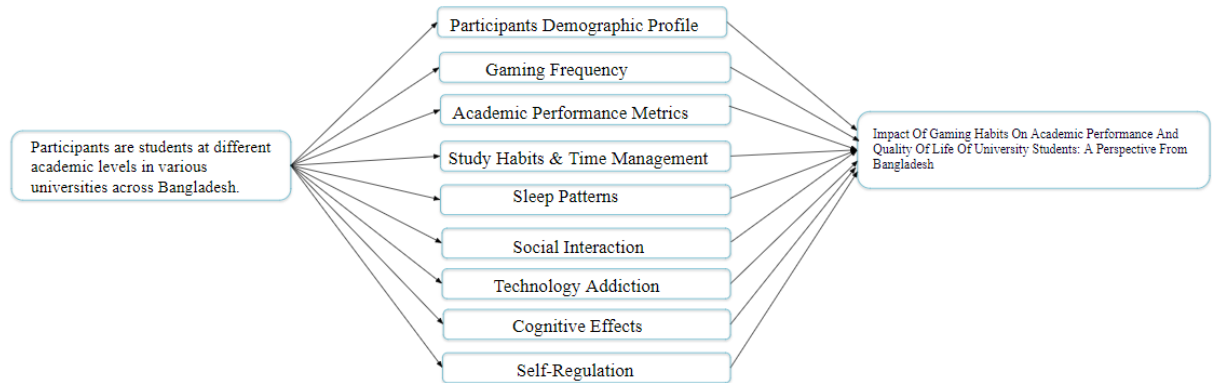 Participants are students at different
academic levels in various
universities across Bangladesh.
Participants Demographic Profile
Gaming Frequency
Academic Performance Metrics
Study Habits & Time Management
Sleep Patterns
Social Interaction
Technology Addiction
Cognitive Effects
Self-Regulation
Impact Of Gaming Habits On Academic Performance And
Quality Of Life Of University Students: A Perspective From
Bangladesh